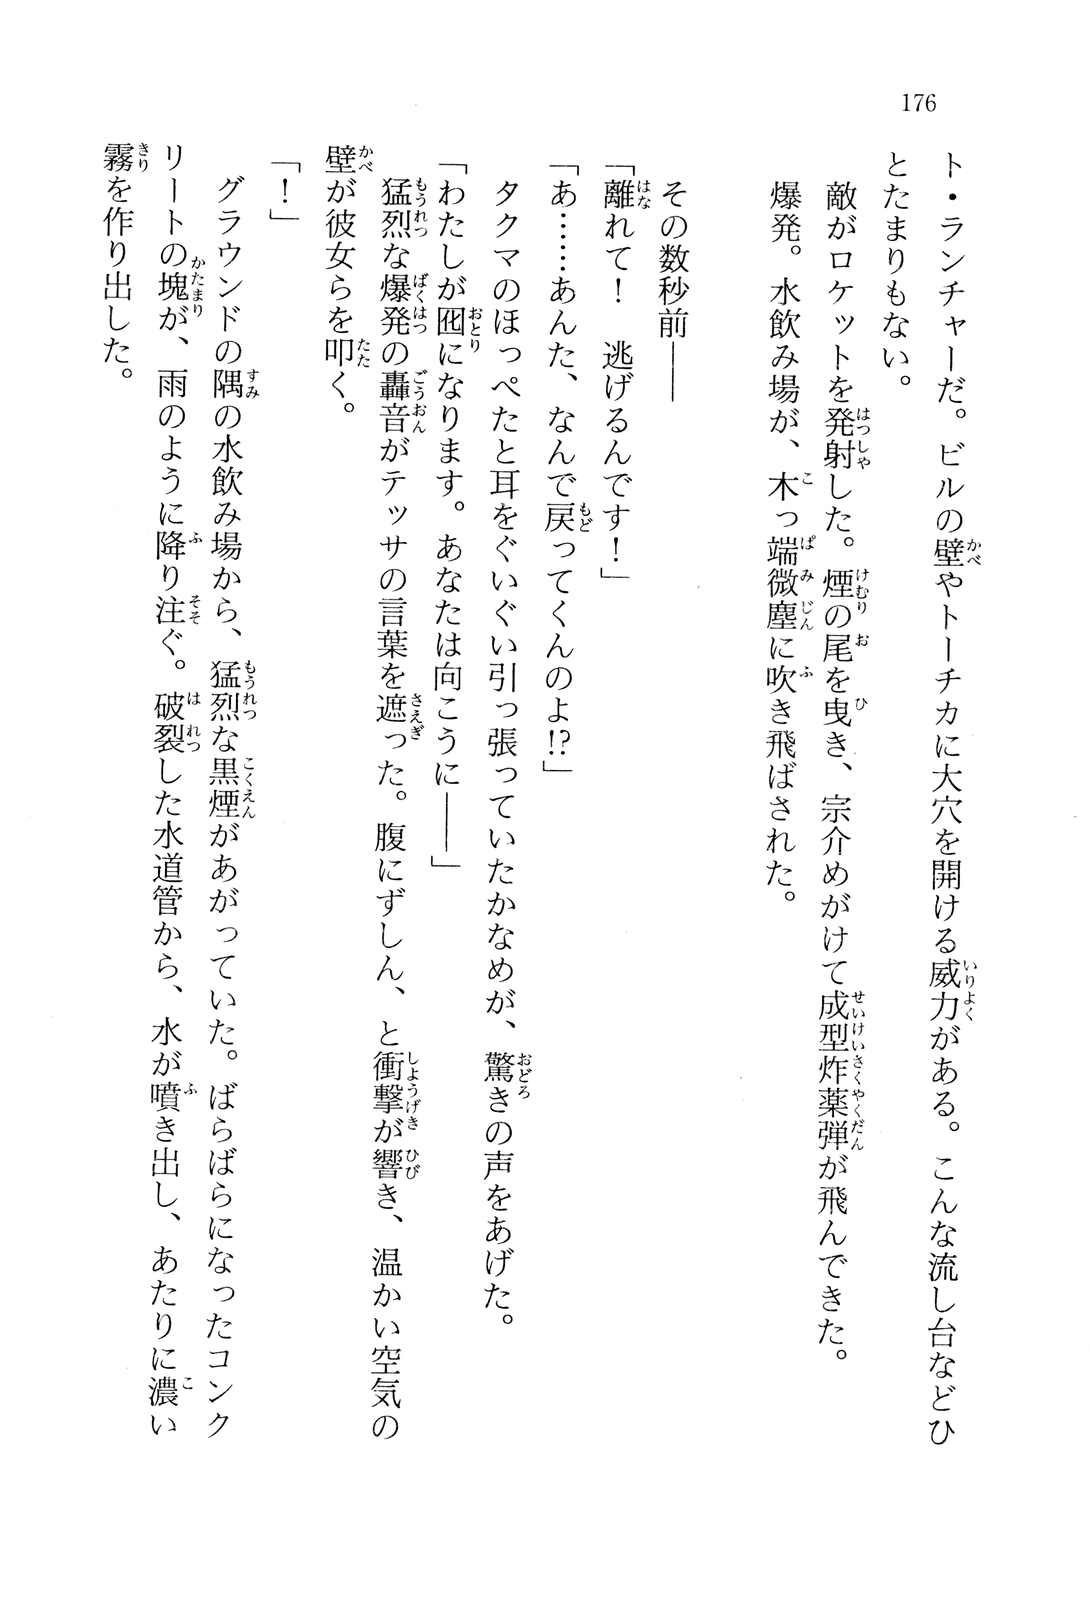 176
ト・ランチャーだ。ビルの壁やトーチカに大穴を開ける威力がある。こんな流し台などひ
とたまりもない。
敵がロケットを発射した。煙の尾を曳き、宗介めがけて成型炸薬弾が飛んできた。
爆発。水飲み場が、木っ端微塵に吹き飛ばされた。
その数秒前――
「離れて！　逃げるんです！」
「あ……あんた、なんで戻ってくんのよ!?」
タクマのほっぺたと耳をぐいぐい引っ張っていたかなめが、驚きの声をあげた。
「わたしが囮になります。あなたは向こうに――」
猛烈な爆発の轟音がテッサの言葉を遮った。腹にずしん、と衝撃が響き、温かい空気の
壁が彼女らを叩く。
「！」
グラウンドの隅の水飲み場から、猛烈な黒煙があがっていた。ばらばらになったコンク
リートの塊が、雨のように降り注ぐ。破裂した水道管から、水が噴き出し、あたりに濃い
霧を作り出した。